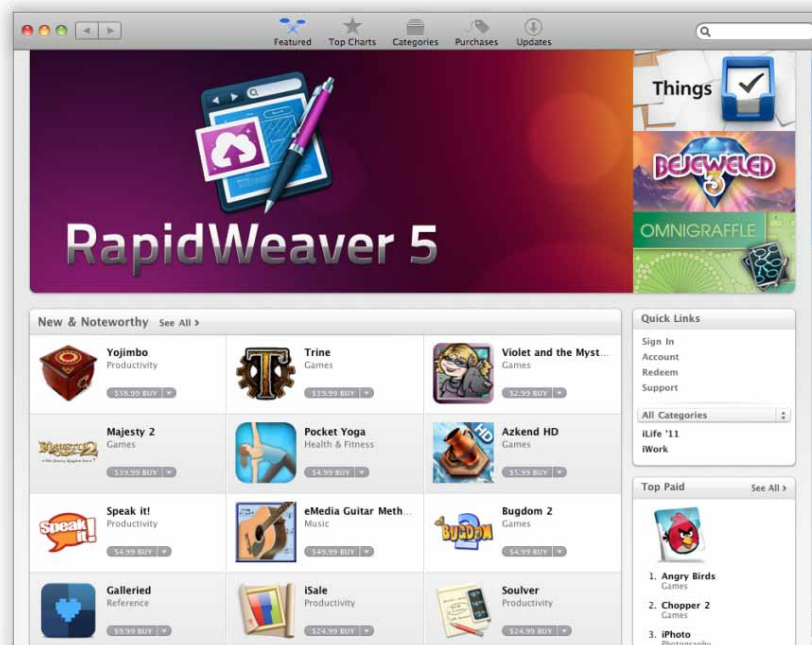 Featured Top Charts Categories Purchases Updates
Things
RapidWeaver 5
BEJEWELED
3
OMNIGRAFFLE
New & Noteworthy See All >
Yojimbo
Productivity
$38.99 BUY
Trine
Games
$19.99 BUY
Violet and the Myst...
Games
$2.99 BUY
Majesty 2
Games
$39.99 BUY
Pocket Yoga
Health & Fitness
$4.99 BUY
Azkend HD
Games
$5.99 BUY
Speak it!
Productivity
$4.99 BUY
eMedia Guitar Meth...
Music
$49.99 BUY
Bugdom 2
Games
$4.99 BUY
Galleried
Reference
$9.99 BUY
iSale
Productivity
$24.99 BUY
Soulver
Productivity
$24.99 BUY
Quick Links
Sign In
Account
Redeem
Support
All Categories
iLife '11
iWork
Top Paid See All >
1. Angry Birds
Games
2. Chopper 2
Games
3. iPhoto
Photography